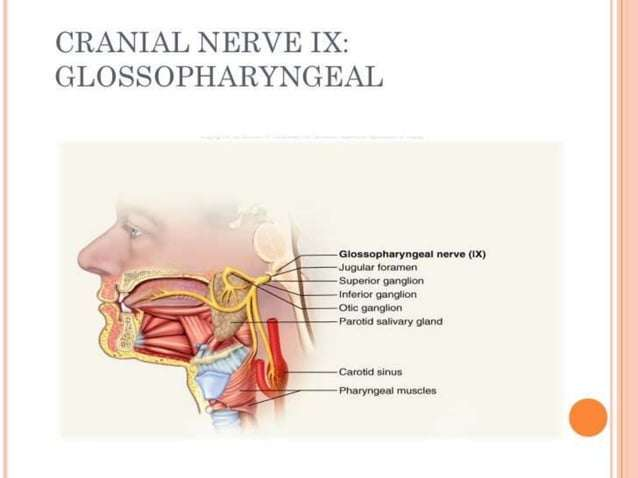 CRANIAL NERVE IX:
GLOSSOPHARYNGEAL
Glossopharyngeal nerve (IX)
Jugular foramen
Superior ganglion
Inferior ganglion
Otic ganglion
Parotid salivary gland
Carotid sinus
Pharyngeal muscles